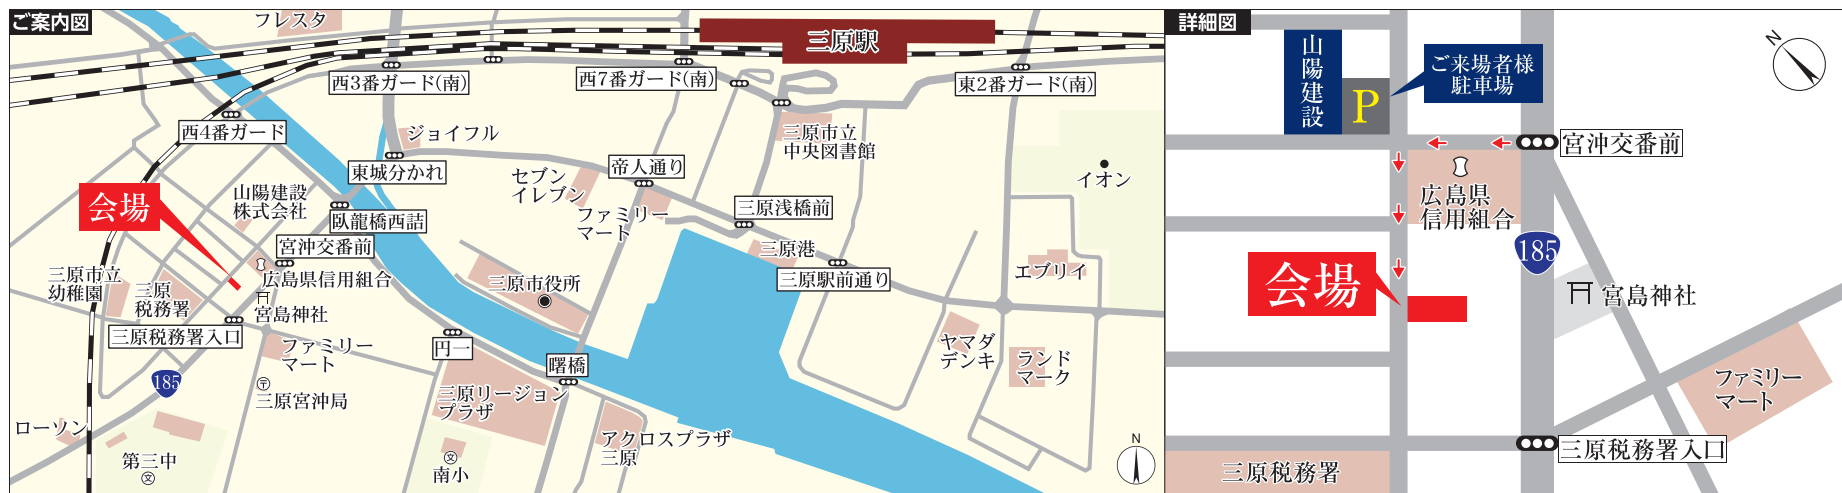 ご案内図
フレスタ
三原駅
西3番ガード(南)
西7番ガード(南)
東2番ガード(南)
西4番ガード
ジョイフル
三原市立
中央図書館
東城分かれ
帝人通り
セブン
イレブン
イオン
会場
山陽建設
株式会社
臥龍橋西詰
ファミリー
マート
三原浅橋前
宮沖交番前
三原港
三原市立
幼稚園
三原
税務署
広島県信用組合
三原市役所
三原駅前通り
エブリイ
宮島神社
三原税務署入口
ファミリー
マート
円一
曙橋
ヤマダ
デンキ
ランド
マーク
185
三原宮沖局
三原リージョン
プラザ
ローソン
アクロスプラザ
三原
第三中
文
文
南小
N
詳細図
山陽建設
P
ご来場者様
駐車場
N
宮沖交番前
広島県
信用組合
185
会場
宮島神社
ファミリー
マート
三原税務署入口
三原税務署